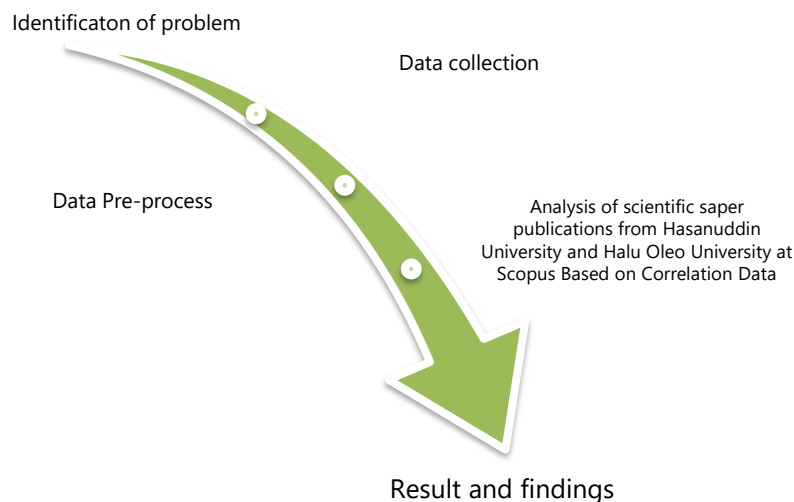 Identificaton of problem
Data collection
Data Pre-process
Analysis of scientific saper
publications from Hasanuddin
University and Halu Oleo University at
Scopus Based on Correlation Data
Result and findings